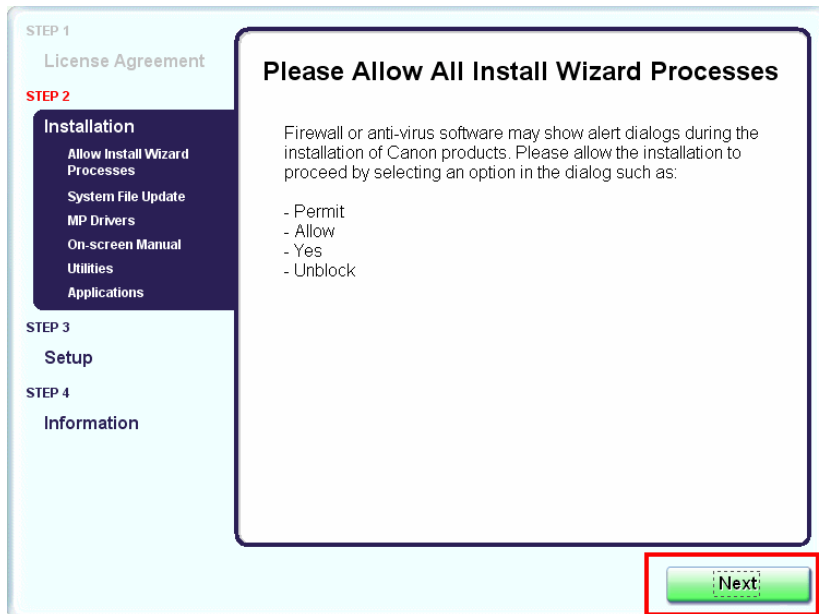 STEP 1
License Agreement
STEP 2
Installation
Allow Install Wizard
Processes
System File Update
MP Drivers
On-screen Manual
Utilities
Applications
STEP 3
Setup
STEP 4
Information
Please Allow All Install Wizard Processes
Firewall or anti-virus software may show alert dialogs during the
installation of Canon products. Please allow the installation to
proceed by selecting an option in the dialog such as:
- Permit
- Allow
- Yes
- Unblock
Next